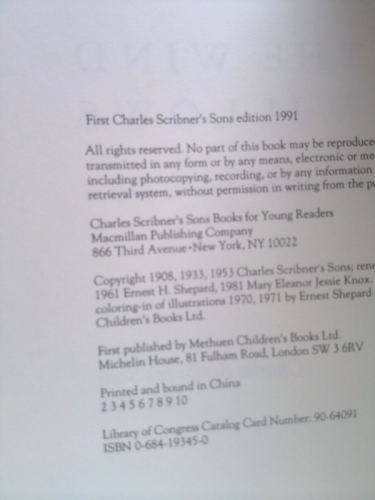 THE WIND
First Charles Scribner's Sons edition 1991
All rights reserved. No part of this book may be reproduce
transmitted in any form or by any means, electronic or me
including photocopying, recording, or by any information
retrieval system, without permission in writing from the p
Charles Scribner's Sons Books for Young Readers
Macmillan Publishing Company
866 Third Avenue•New York, NY 10022
Copyright 1908, 1933, 1953 Charles Scribner's Sons; rene
1961 Ernest H. Shepard, 1981 Mary Eleanor Jessie Knox.
coloring-in of illustrations 1970, 1971 by Ernest Shepard
Children's Books Ltd.
First published by Methuen Children's Books Ltd.
Michelin House, 81 Fulham Road, London SW 3 6RV
Printed and bound in China
2 3 4 5 6 7 8 9 10
Library of Congress Catalog Card Number: 90-64091
ISBN 0-684-19345-0